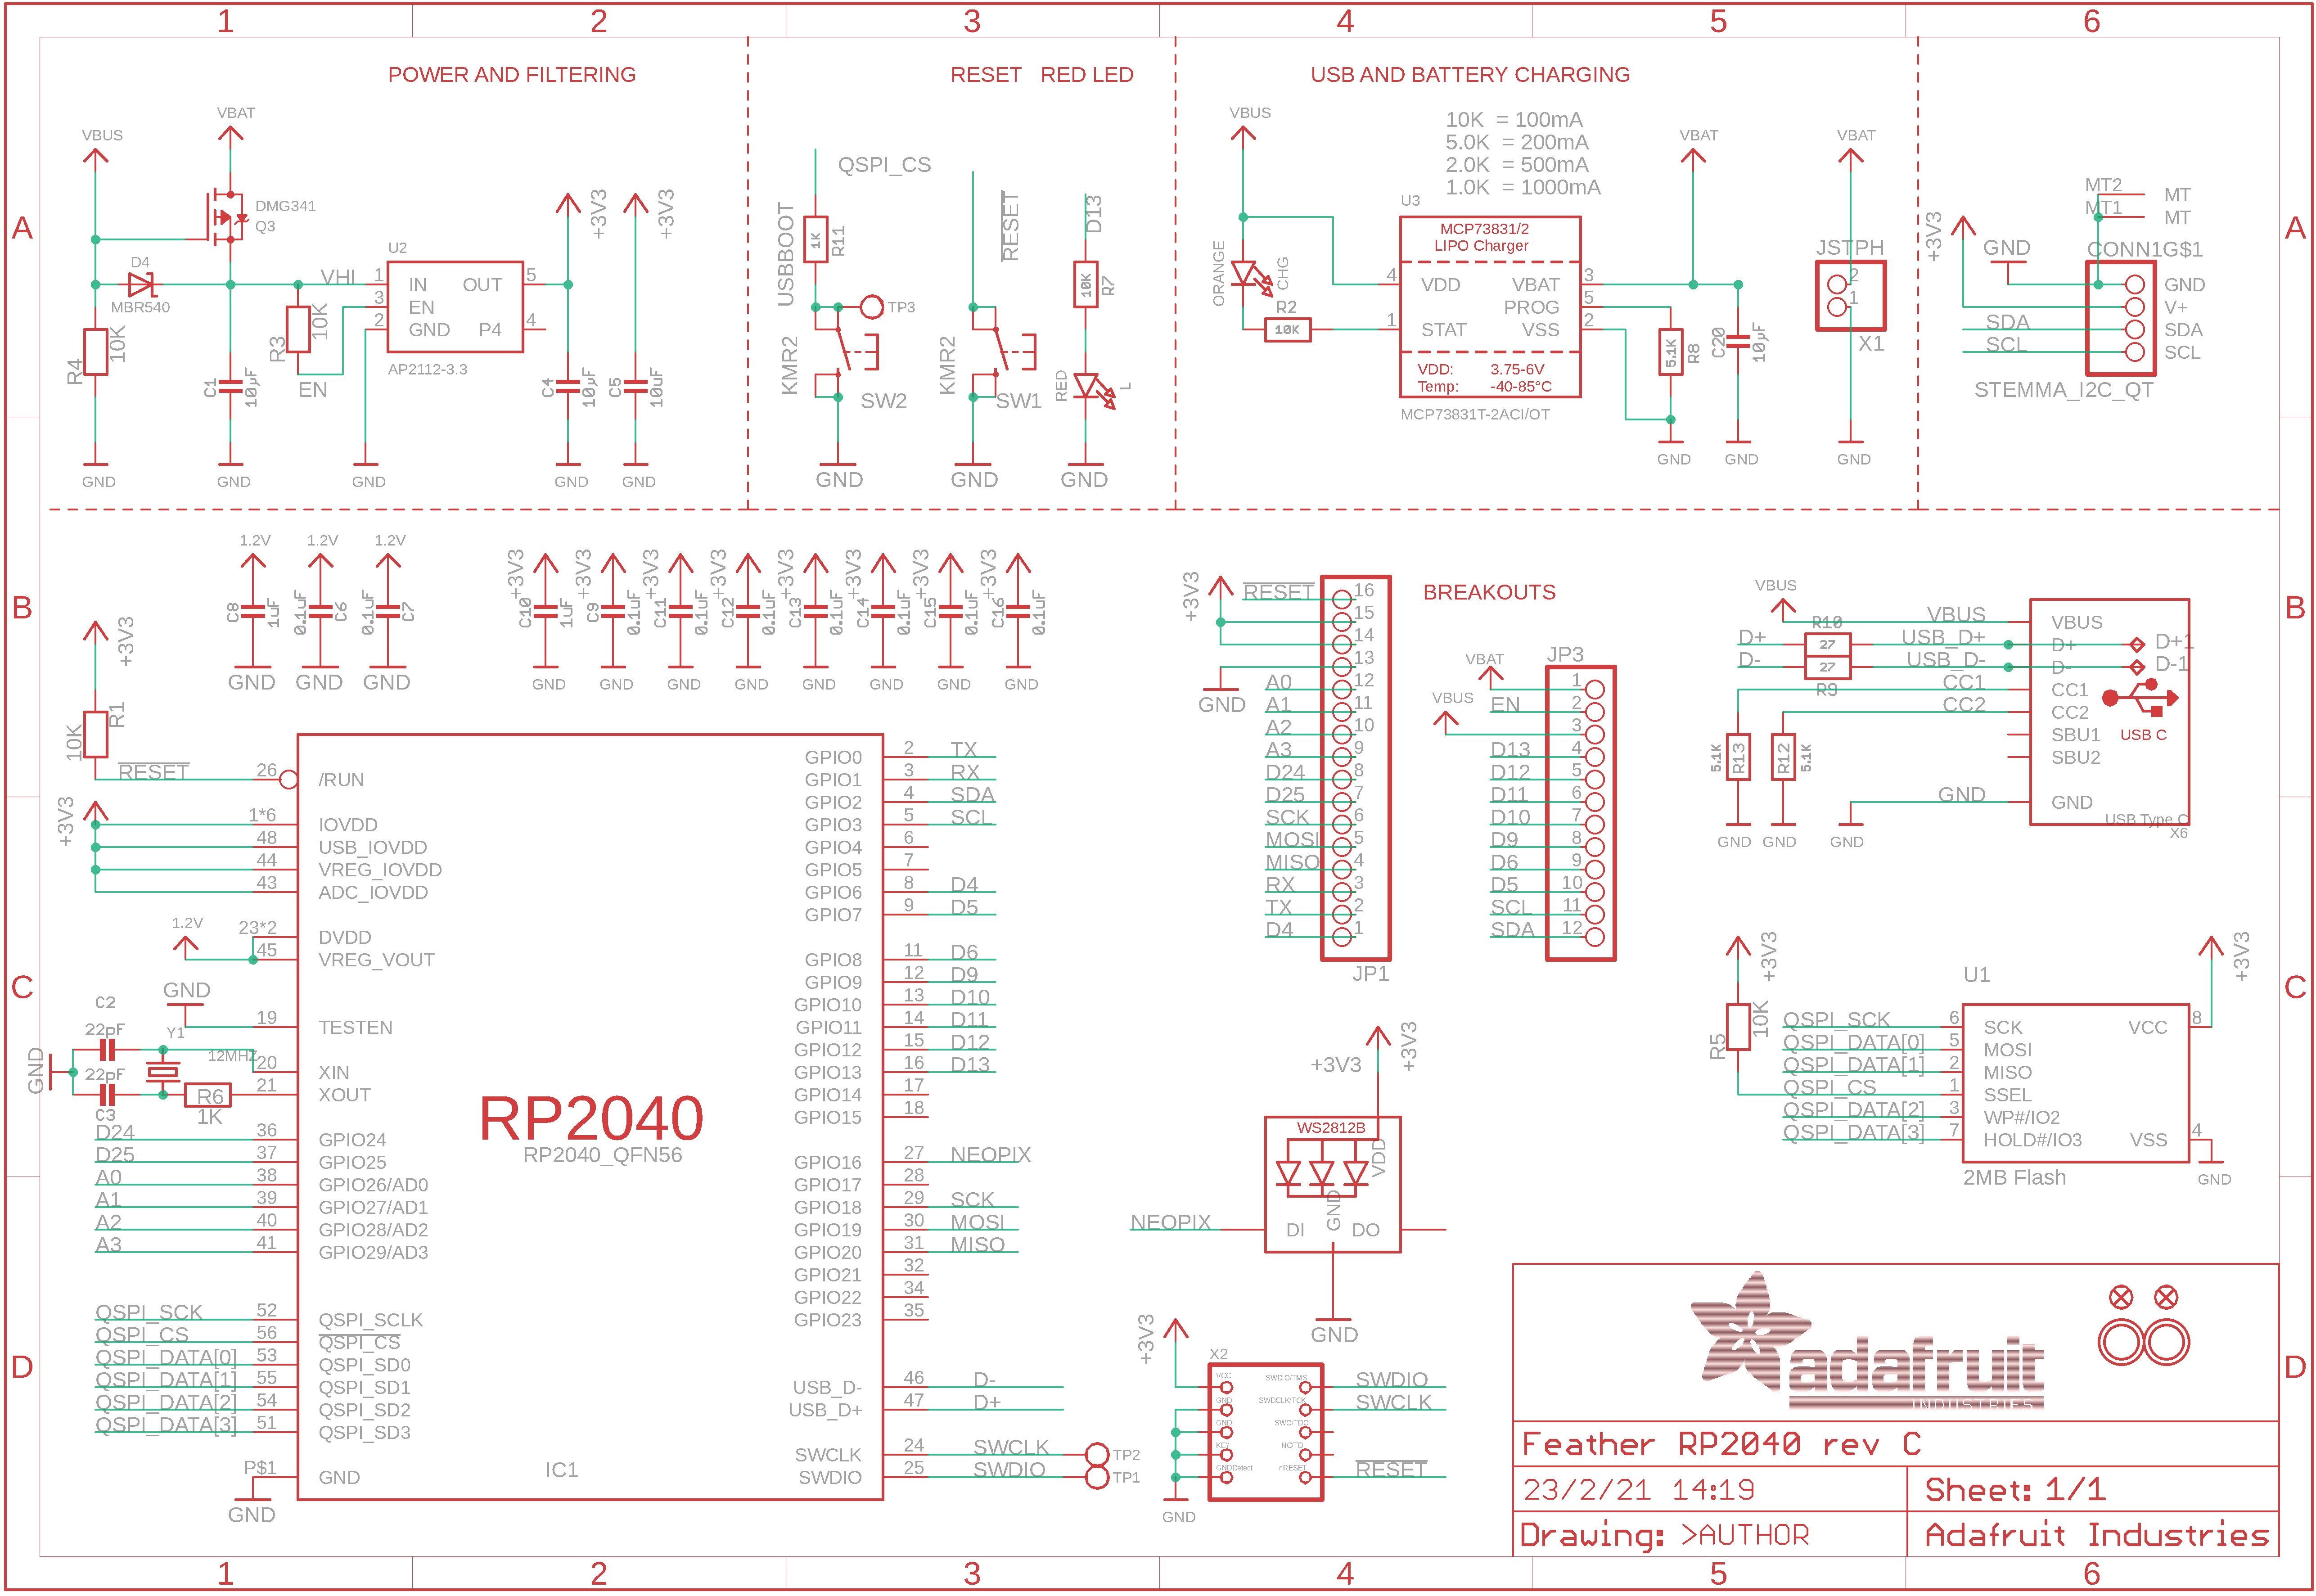 1 2 3 4 5 6
A
B
C
D
POWER AND FILTERING
VBUS
VBAT
DMG341
Q3
D4
MBR540
R4
10K
VHI
R3
10K
EN
C1
10µF
U2
1 IN OUT 5
3 EN
2 GND P4 4
AP2112-3.3
+3V3
+3V3
C4
10µF
C5
10uF
GND
GND
GND
GND
GND
RESET RED LED
QSPI_CS
USBBOOT
1K
R11
TP3
KMR2
SW2
GND
RESET
KMR2
SW1
GND
D13
10K
R7
RED
L
GND
USB AND BATTERY CHARGING
10K = 100mA
5.0K = 200mA
2.0K = 500mA
1.0K = 1000mA
VBUS
ORANGE
CHG
R2
10K
U3
MCP73831/2
LIPO Charger
4 VDD VBAT 3
PROG 5
1 STAT VSS 2
VDD: 3.75-6V
Temp: -40-85°C
MCP73831T-2ACI/OT
VBAT
5.1K
R8
C20
10µF
GND
GND
VBAT
JSTPH
2
1
X1
GND
+3V3
GND
MT2 MT
MT1 MT
CONN1G$1
GND
V+
SDA SDA
SCL SCL
STEMMA_I2C_QT
1.2V 1.2V 1.2V
C8
1uF
0.1uF
C6
0.1uF
C7
GND GND GND
+3V3 +3V3 +3V3 +3V3 +3V3 +3V3 +3V3 +3V3
C10
1uF
C9
0.1uF
C11
0.1uF
C12
0.1uF
C13
0.1uF
C14
0.1uF
C15
0.1uF
C16
0.1uF
GND GND GND GND GND GND GND GND
+3V3
R1
10K
RESET 26 /RUN
+3V3
1*6 IOVDD
48 USB_IOVDD
44 VREG_IOVDD
43 ADC_IOVDD
1.2V
23*2 DVDD
45 VREG_VOUT
GND
19 TESTEN
C2
22pF
Y1
12MHZ
GND
20 XIN
22pF
C3
R6
1K
21 XOUT
D24 36 GPIO24
D25 37 GPIO25
A0 38 GPIO26/AD0
A1 39 GPIO27/AD1
A2 40 GPIO28/AD2
A3 41 GPIO29/AD3
QSPI_SCK 52 QSPI_SCLK
QSPI_CS 56 QSPI_CS
QSPI_DATA[0] 53 QSPI_SD0
QSPI_DATA[1] 55 QSPI_SD1
QSPI_DATA[2] 54 QSPI_SD2
QSPI_DATA[3] 51 QSPI_SD3
P$1 GND
GND
RP2040
RP2040_QFN56
IC1
GPIO0 2 TX
GPIO1 3 RX
GPIO2 4 SDA
GPIO3 5 SCL
GPIO4 6
GPIO5 7
GPIO6 8 D4
GPIO7 9 D5
GPIO8 11 D6
GPIO9 12 D9
GPIO10 13 D10
GPIO11 14 D11
GPIO12 15 D12
GPIO13 16 D13
GPIO14 17
GPIO15 18
GPIO16 27 NEOPIX
GPIO17 28
GPIO18 29 SCK
GPIO19 30 MOSI
GPIO20 31 MISO
GPIO21 32
GPIO22 34
GPIO23 35
USB_D- 46 D-
USB_D+ 47 D+
SWCLK 24 SWCLK TP2
SWDIO 25 SWDIO TP1
BREAKOUTS
+3V3
RESET 16
15
14
13
GND
A0 12
A1 11
A2 10
A3 9
D24 8
D25 7
SCK 6
MOSI 5
MISO 4
RX 3
TX 2
D4 1
JP1
JP3
VBAT 1
EN 2
VBUS 3
D13 4
D12 5
D11 6
D10 7
D9 8
D6 9
D5 10
SCL 11
SDA 12
VBUS
VBUS VBUS
R10
D+ 27 USB_D+ D+ D+1
D- 27 USB_D- D- D-1
R9
CC1 CC1
CC2 CC2
SBU1
SBU2
USB C
GND GND
USB Type C
X6
5.1K
R13
R12
5.1K
GND GND GND
+3V3
+3V3
WS2812B
VDD
GND
NEOPIX DI DO
GND
+3V3
R5
10K
U1
+3V3
QSPI_SCK 6 SCK VCC 8
QSPI_DATA[0] 5 MOSI
QSPI_DATA[1] 2 MISO
QSPI_CS 1 SSEL
QSPI_DATA[2] 3 WP#/IO2
QSPI_DATA[3] 7 HOLD#/IO3 VSS 4
2MB Flash
GND
+3V3
X2
VCC SWDIO/TMS SWDIO
GND SWDCLK/TCK SWCLK
GND SWO/TDO
KEY NC/TDI
GNDDetect nRESET RESET
GND
adafruit
INDUSTRIES
Feather RP2040 rev C
23/2/21 14:19
Sheet: 1/1
Drawing: >AUTHOR
Adafruit Industries
A
B
C
D
1 2 3 4 5 6